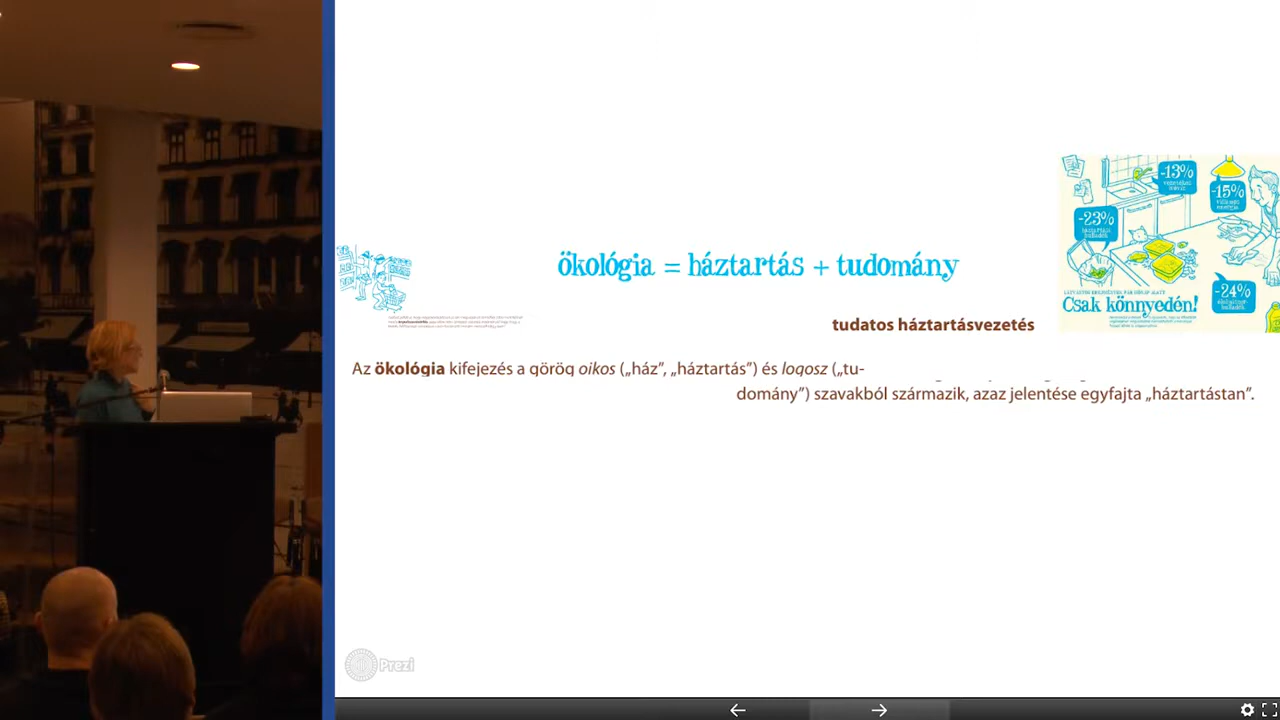 -13%
-15%
-23%
-24%
ökológia = háztartás + tudomány
Csak könnyedén!
tudatos háztartásvezetés
Az ökológia kifejezés a görög oikos („ház”, „háztartás”) és logosz („tu-
domány”) szavakból származik, azaz jelentése egyfajta „háztartástan”.
Prezi